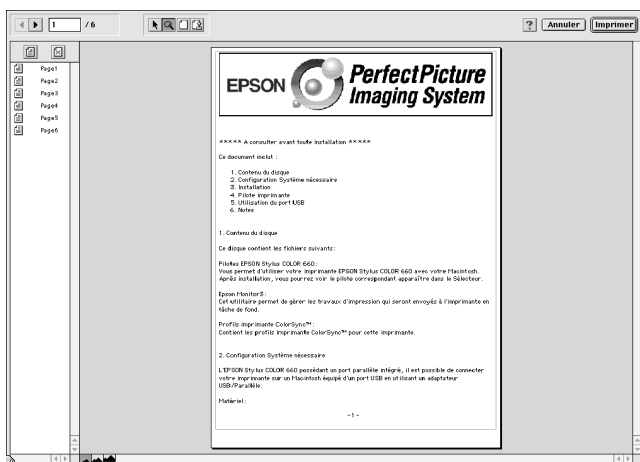 1 / 6
? Annuler Imprimer
Page1
Page2
Page3
Page4
Page5
Page6
EPSON PerfectPicture
Imaging System
***** A consulter avant toute installation *****
Ce document inclut :
1. Contenu du disque
2. Configuration Système nécessaire
3. Installation
4. Pilote imprimante
5. Utilisation du port USB
6. Notes
1. Contenu du disque
Ce disque contient les fichiers suivants:
Pilotes EPSON Stylus COLOR 660:
Vous permet d'utiliser votre imprimante EPSON Stylus COLOR 660 avec votre Macintosh.
Après installation, vous pourrez voir le pilote correspondant apparaître dans le Sélecteur.
Epson Monitor3:
Cet utilitaire permet de gérer les travaux d'impression qui seront envoyés à l'imprimante en
tâche de fond.
Profils imprimante ColorSync™:
Contient les profils imprimante ColorSync™ pour cette imprimante.
2. Configuration Système nécessaire
L'EPSON Stylus COLOR 660 possédant un port parallèle intégré, il est possible de connecter
votre imprimante sur un Macintosh équipé d'un port USB en utilisant un adaptateur
USB/Parallèle.
Matériel:
- 1 -